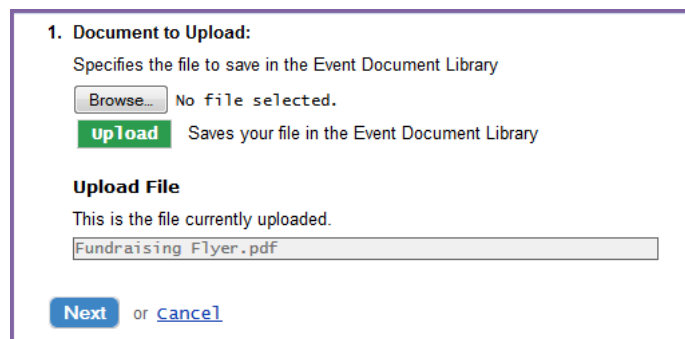 1. Document to Upload:
Specifies the file to save in the Event Document Library
Browse... No file selected.
Upload Saves your file in the Event Document Library
Upload File
This is the file currently uploaded.
Fundraising Flyer.pdf
Next or Cancel